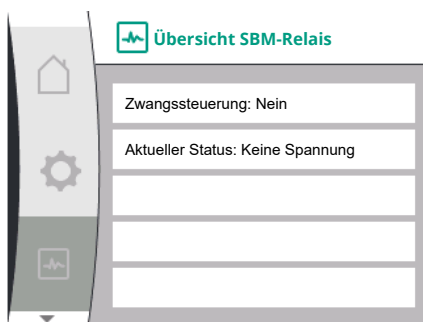 Übersicht SBM-Relais
Zwangssteuerung: Nein
Aktueller Status: Keine Spannung